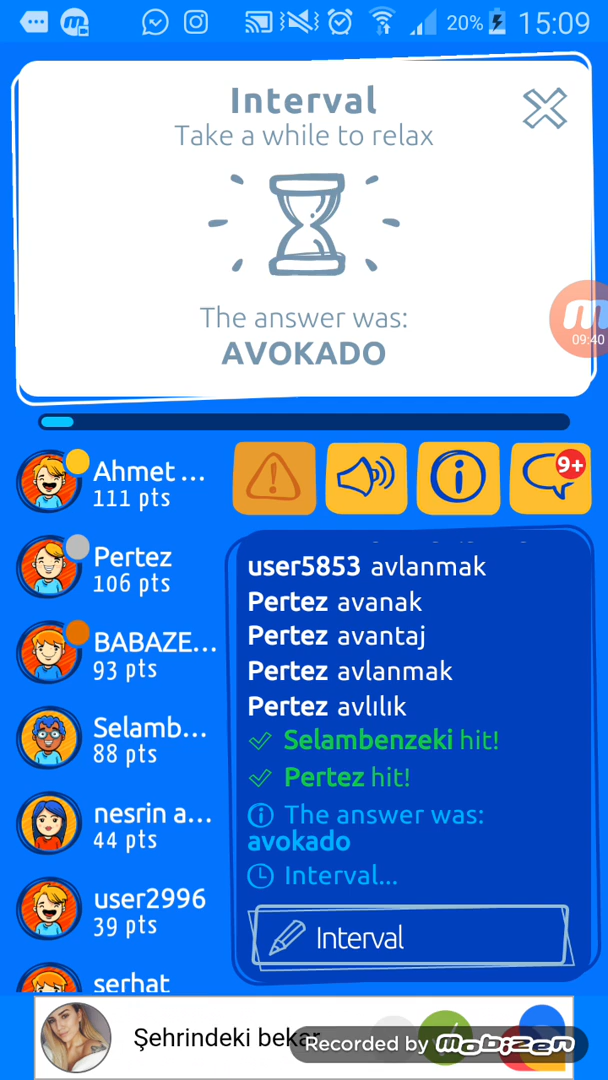 20% 15:09
Interval
Take a while to relax
The answer was:
AVOKADO
09:40
Ahmet ...
111 pts
9+
Pertez
106 pts
BABAZE...
93 pts
Selamb...
88 pts
nesrin a...
44 pts
user2996
39 pts
serhat
user5853 avlanmak
Pertez avanak
Pertez avantaj
Pertez avlanmak
Pertez avlılık
Selambenzeki hit!
Pertez hit!
The answer was:
avokado
Interval...
Interval
Şehrindeki bekar
Recorded by mobizen